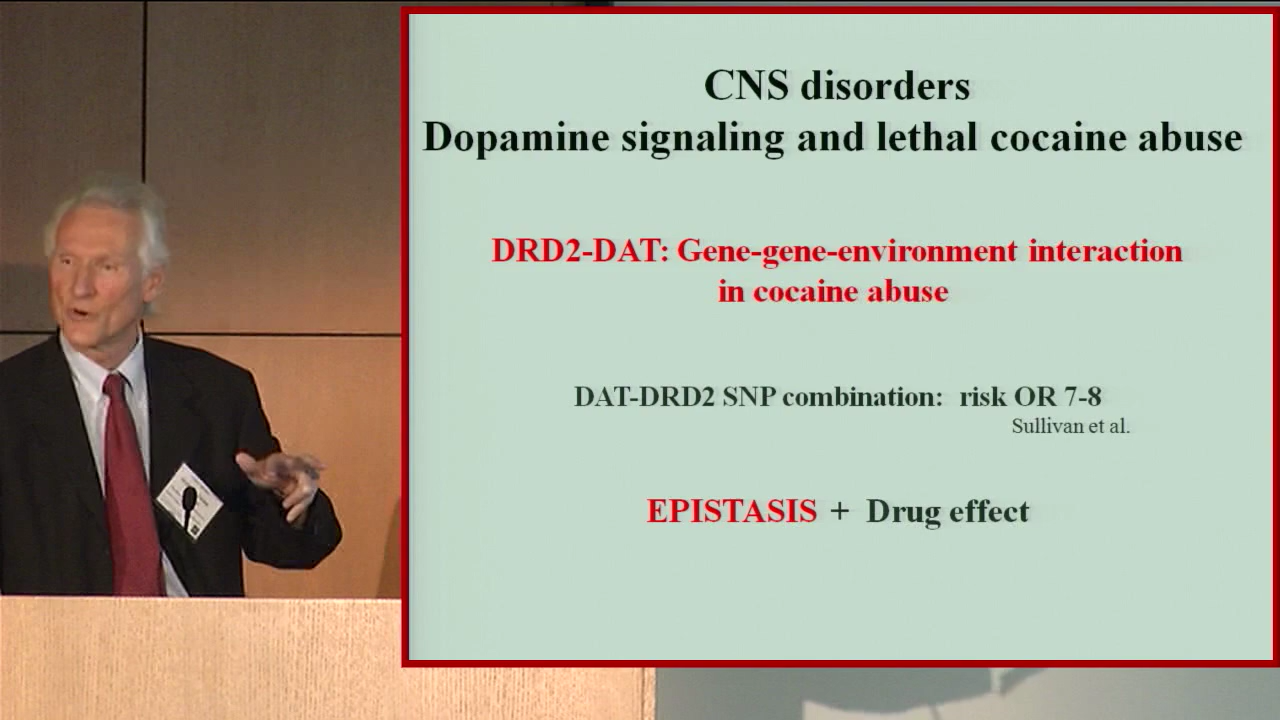 CNS disorders
Dopamine signaling and lethal cocaine abuse
DRD2-DAT: Gene-gene-environment interaction
in cocaine abuse
DAT-DRD2 SNP combination: risk OR 7-8
Sullivan et al.
EPISTASIS + Drug effect